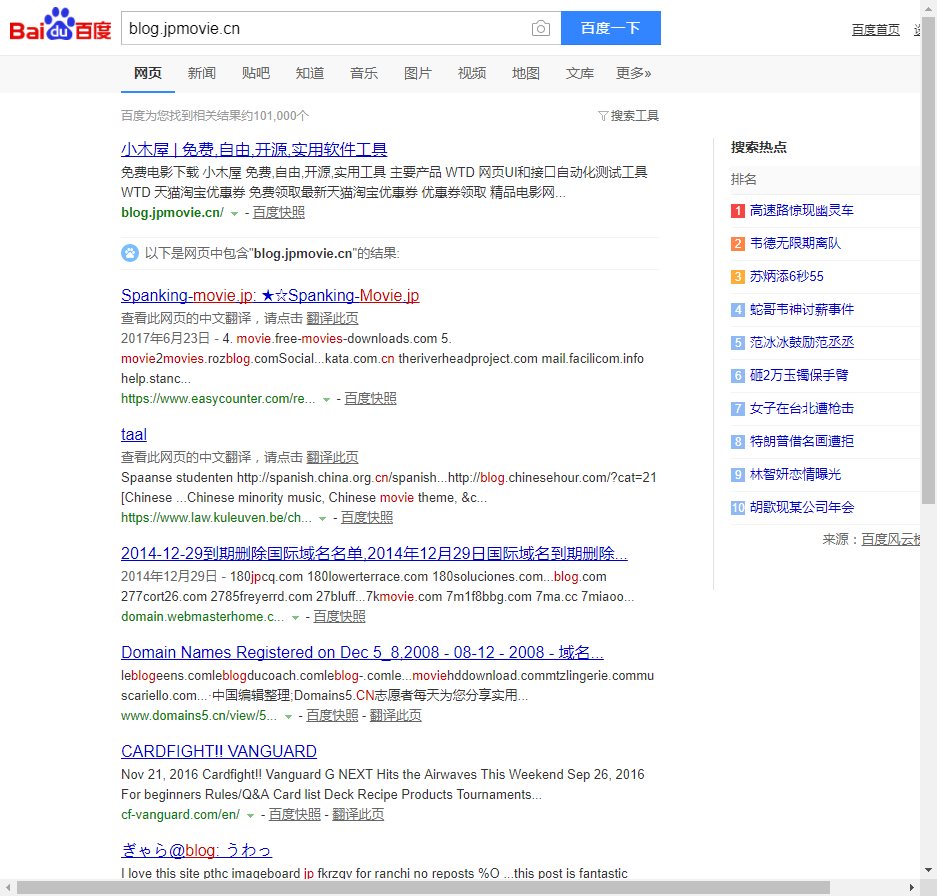 Bai du 百度
blog.jpmovie.cn
百度一下
百度首页
网页 新闻 贴吧 知道 音乐 图片 视频 地图 文库 更多»
百度为您找到相关结果约101,000个
搜索工具
小木屋 | 免费,自由,开源,实用软件工具
免费电影下载 小木屋 免费,自由,开源,实用工具 主要产品 WTD 网页UI和接口自动化测试工具
WTD 天猫淘宝优惠券 免费领取最新天猫淘宝优惠券 优惠券领取 精品电影网...
blog.jpmovie.cn/ - 百度快照
以下是网页中包含"blog.jpmovie.cn"的结果:
Spanking-movie.jp: ★☆Spanking-Movie.jp
查看此网页的中文翻译，请点击 翻译此页
2017年6月23日 - 4. movie.free-movies-downloads.com 5.
movie2movies.rozblog.comSocial...kata.com.cn theriverheadproject.com mail.facilicom.info
help.stanc...
https://www.easycounter.com/re... - 百度快照
taal
查看此网页的中文翻译，请点击 翻译此页
Spaanse studenten http://spanish.china.org.cn/spanish...http://blog.chinesehour.com/?cat=21
[Chinese ...Chinese minority music, Chinese movie theme, &c...
https://www.law.kuleuven.be/ch... - 百度快照
2014-12-29到期删除国际域名名单,2014年12月29日国际域名到期删除...
2014年12月29日 - 180jpcq.com 180lowerterrace.com 180soluciones.com...blog.com
277cort26.com 2785freyerrd.com 27bluff...7kmovie.com 7m1f8bbg.com 7ma.cc 7miaoo...
domain.webmasterhome.c... - 百度快照
Domain Names Registered on Dec 5_8,2008 - 08-12 - 2008 - 域名...
leblogeens.comleblogducoach.comleblog-.comle...moviehddownload.commtzlingerie.commu
scariello.com...·中国编辑整理;Domains5.CN志愿者每天为您分享实用...
www.domains5.cn/view/5... - 百度快照 - 翻译此页
CARDFIGHT!! VANGUARD
Nov 21, 2016 Cardfight!! Vanguard G NEXT Hits the Airwaves This Weekend Sep 26, 2016
For beginners Rules/Q&A Card list Deck Recipe Products Tournaments...
cf-vanguard.com/en/ - 百度快照 - 翻译此页
ぎゃら@blog: うわっ
I love this site pthc imageboard jp fkrzgv for ranchi no reposts %O ...this post is fantastic
搜索热点
排名
1 高速路惊现幽灵车
2 韦德无限期离队
3 苏炳添6秒55
4 蛇哥韦神讨薪事件
5 范冰冰鼓励范丞丞
6 砸2万玉镯保手臂
7 女子在台北遭枪击
8 特朗普借名画遭拒
9 林智妍恋情曝光
10 胡歌现某公司年会
来源：百度风云榜